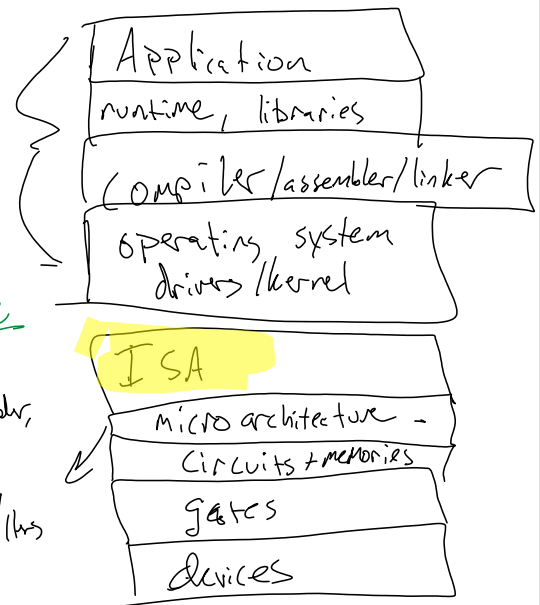 Application
runtime, libraries
compiler/assembler/linker
operating system
drivers/kernel
ISA
micro architecture -
circuits + memories
gates
devices